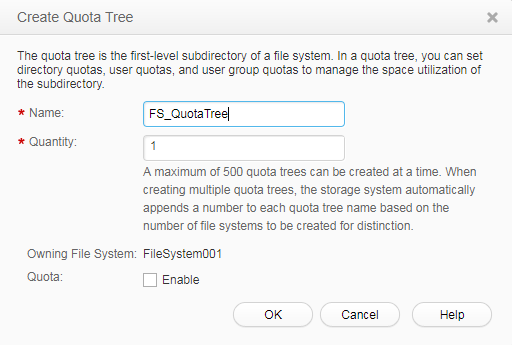 Create Quota Tree
The quota tree is the first-level subdirectory of a file system. In a quota tree, you can set
directory quotas, user quotas, and user group quotas to manage the space utilization of
the subdirectory.
* Name: FS_QuotaTree
* Quantity: 1
A maximum of 500 quota trees can be created at a time. When
creating multiple quota trees, the storage system automatically
appends a number to each quota tree name based on the
number of file systems to be created for distinction.
Owning File System: FileSystem001
Quota: Enable
OK Cancel Help